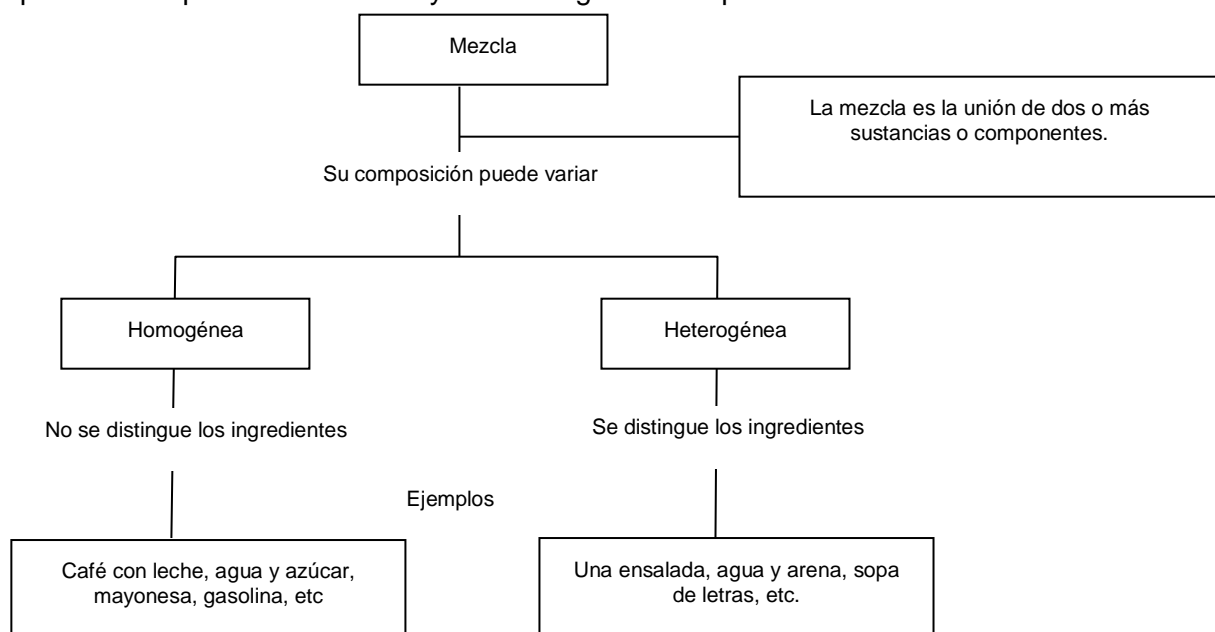 Mezcla
La mezcla es la unión de dos o más
sustancias o componentes.
Su composición puede variar
Homogénea
Heterogénea
No se distingue los ingredientes
Se distingue los ingredientes
Ejemplos
Café con leche, agua y azúcar,
mayonesa, gasolina, etc
Una ensalada, agua y arena, sopa
de letras, etc.